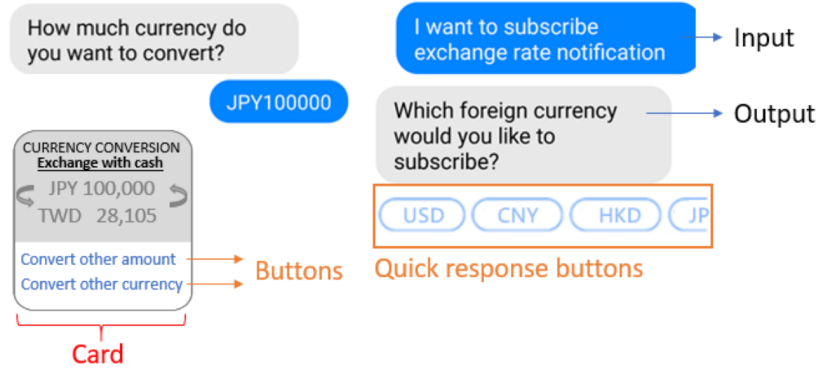 How much currency do
you want to convert?
JPY100000
CURRENCY CONVERSION
Exchange with cash
JPY 100,000
TWD 28,105
Convert other amount
Convert other currency
Buttons
Card
I want to subscribe
exchange rate notification
Input
Which foreign currency
would you like to
subscribe?
Output
USD CNY HKD JP
Quick response buttons